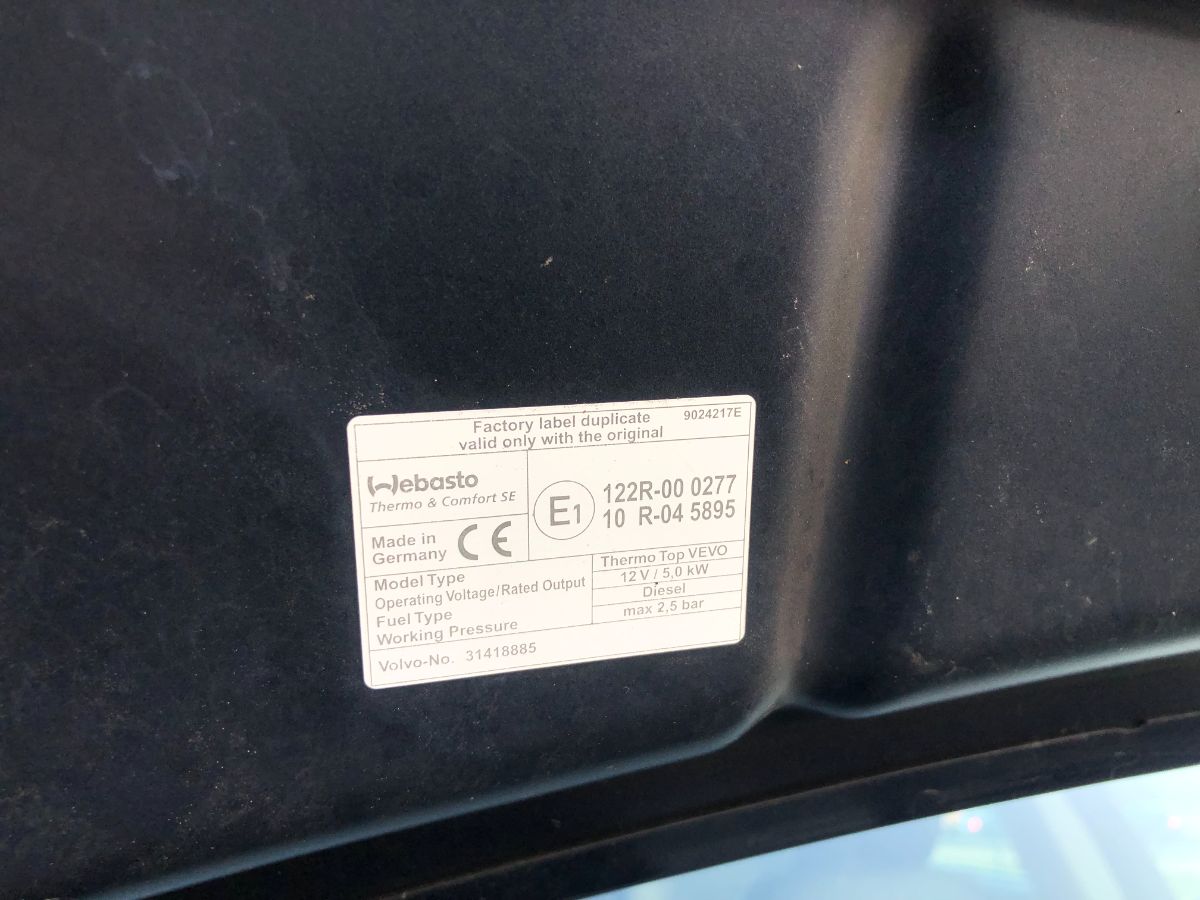 Factory label duplicate 9024217E
valid only with the original
Webasto
Thermo & Comfort SE
E1
122R-00 0277
10 R-04 5895
Made in
Germany CE
Model Type Thermo Top VEVO
Operating Voltage/Rated Output 12 V / 5,0 kW
Fuel Type Diesel
Working Pressure max 2,5 bar
Volvo-No. 31418885